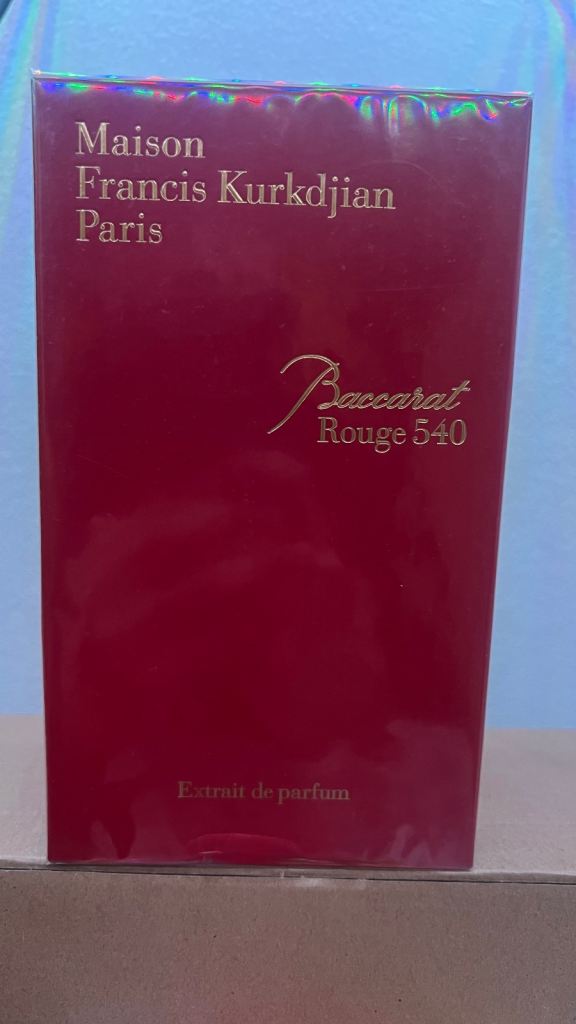 Maison
Francis Kurkdjian
Paris
Baccarat
Rouge 540
Extrait de parfum